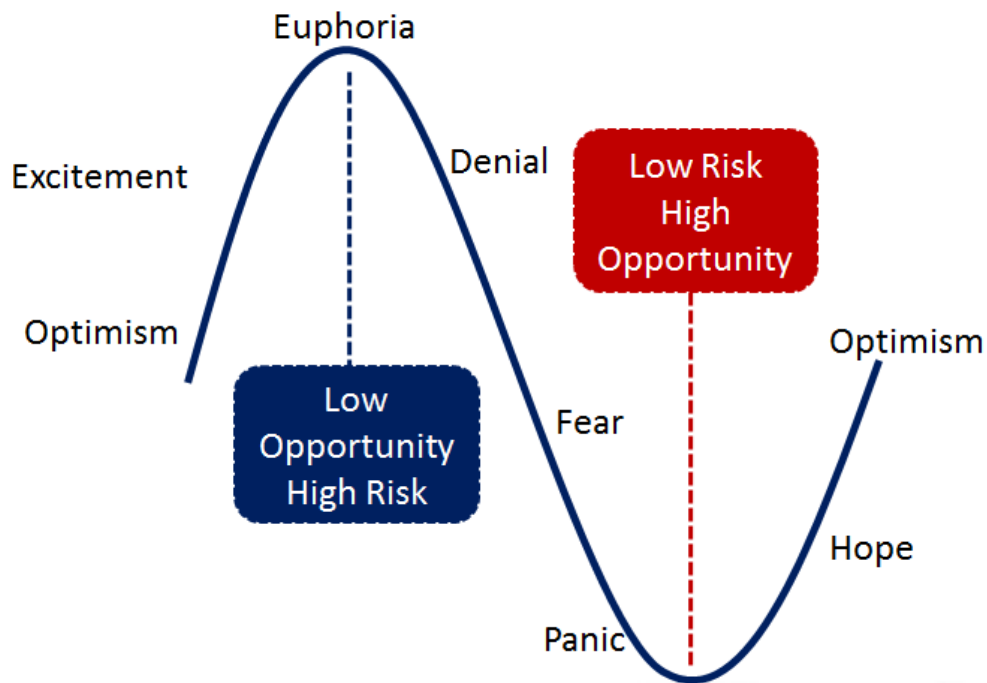 Euphoria
Excitement
Denial
Low Risk
High
Opportunity
Optimism
Optimism
Low
Opportunity
High Risk
Fear
Hope
Panic